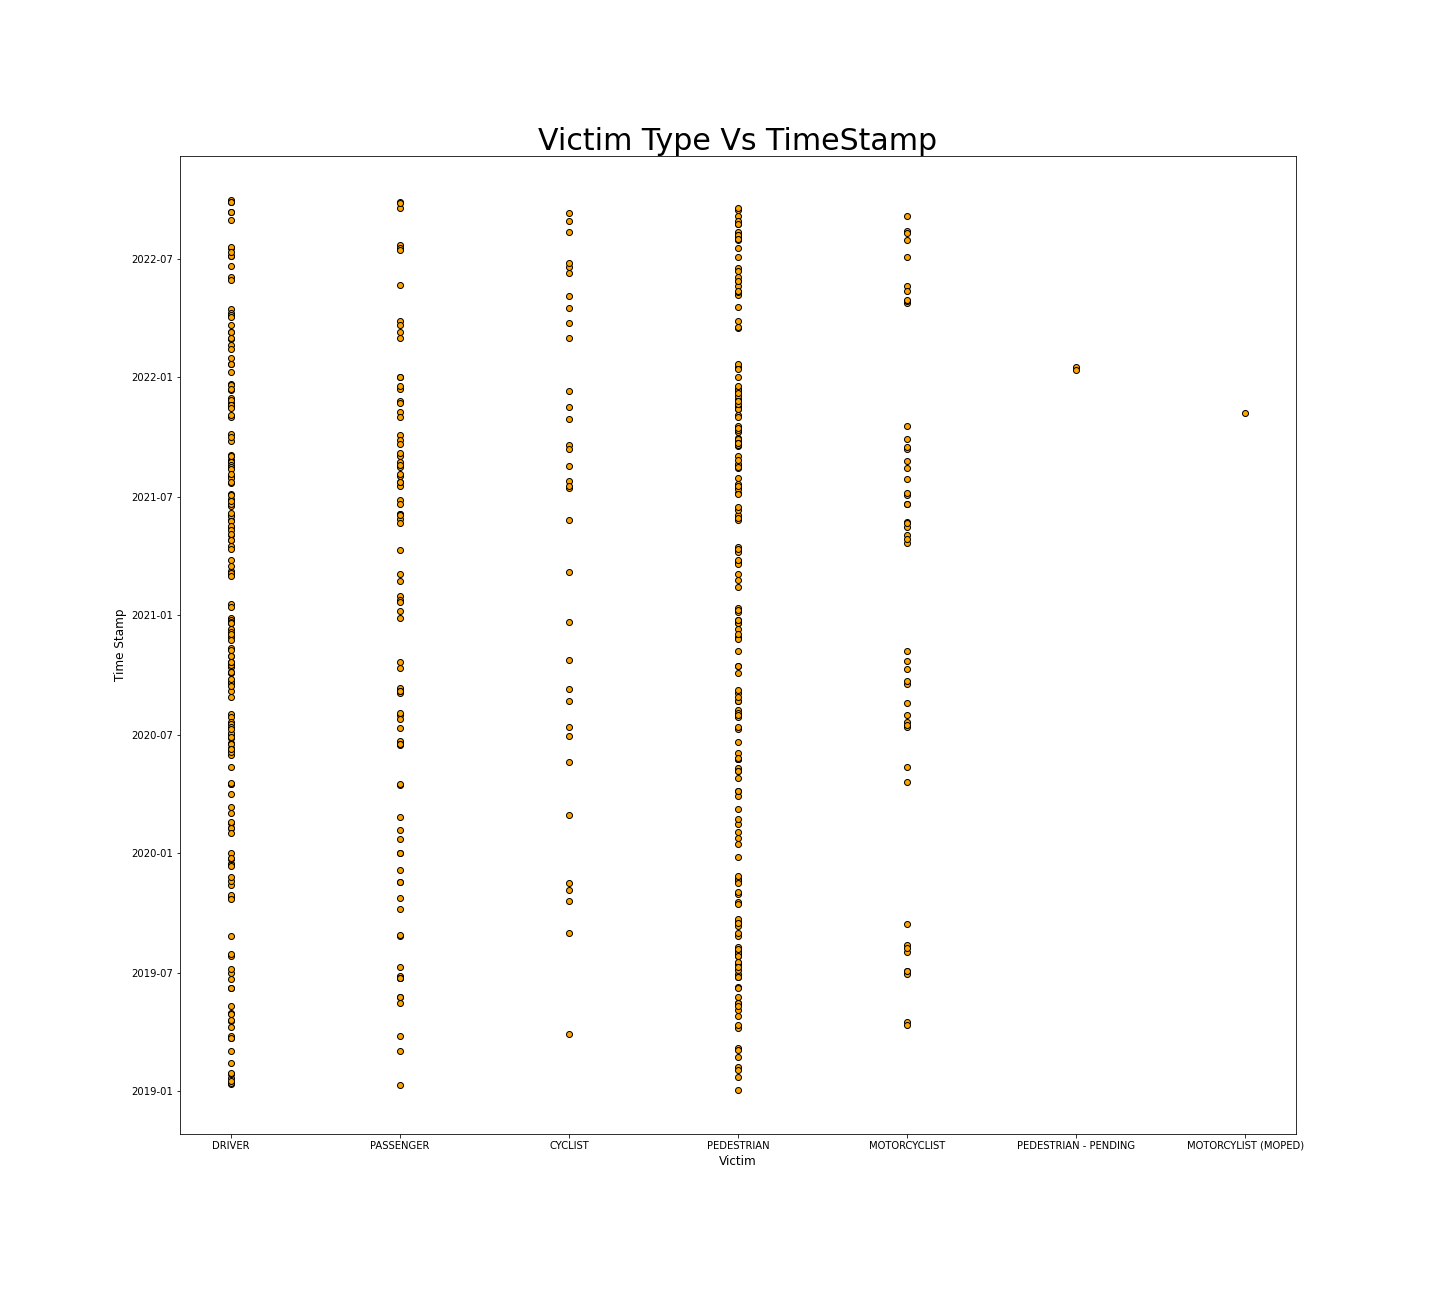 Victim Type Vs TimeStamp
2022-07
2022-01
2021-07
2021-01
2020-07
2020-01
2019-07
2019-01
Time Stamp
DRIVER PASSENGER CYCLIST PEDESTRIAN MOTORCYCLIST PEDESTRIAN - PENDING MOTORCYLIST (MOPED)
Victim